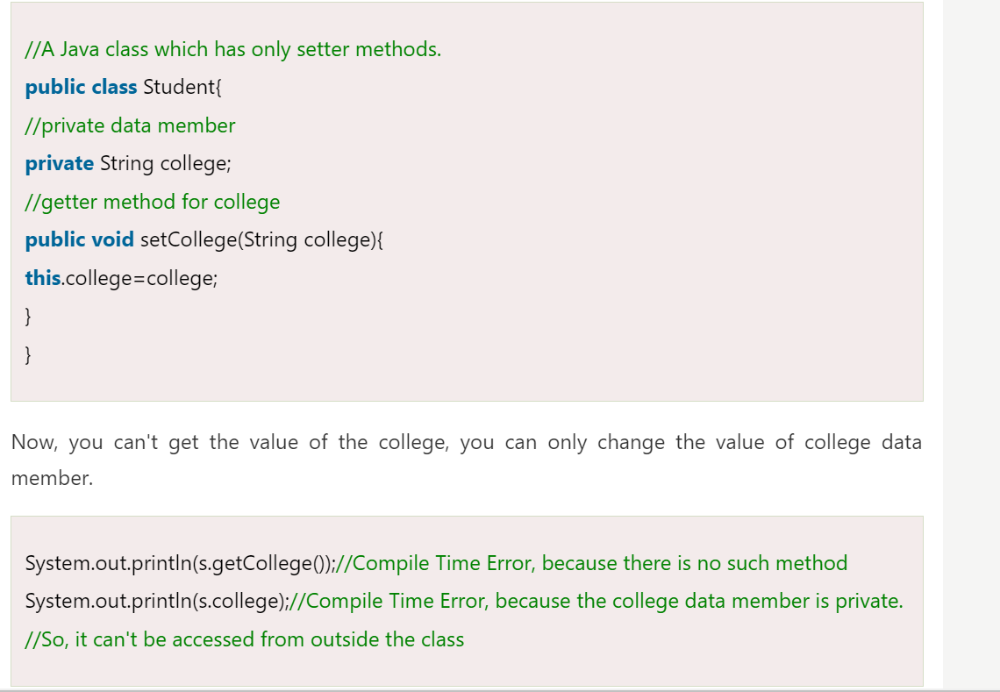 //A Java class which has only setter methods.
public class Student{
//private data member
private String college;
//getter method for college
public void setCollege(String college){
this.college=college;
}
}
Now, you can't get the value of the college, you can only change the value of college data
member.
System.out.println(s.getCollege());//Compile Time Error, because there is no such method
System.out.println(s.college);//Compile Time Error, because the college data member is private.
//So, it can't be accessed from outside the class